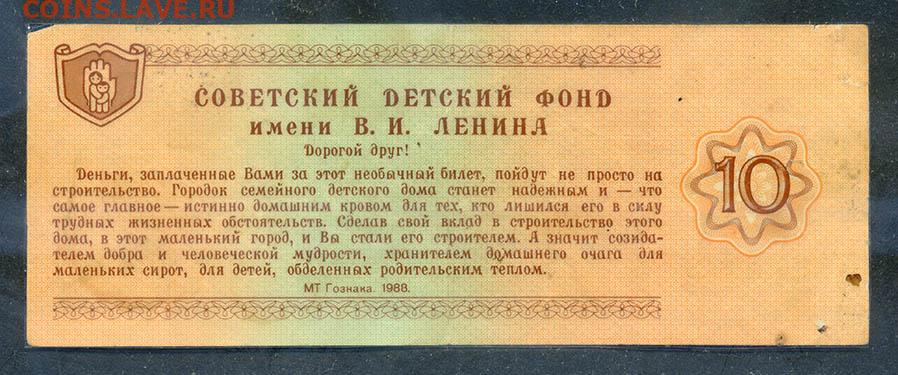 COINS.LAVE.RU
СОВЕТСКИЙ ДЕТСКИЙ ФОНД
имени В. И. ЛЕНИНА
Дорогой друг!
Деньги, заплаченные Вами за этот необычный билет, пойдут не просто на
строительство. Городок семейного детского дома станет надежным и — что
самое главное — истинно домашним кровом для тех, кто лишился его в силу
трудных жизненных обстоятельств. Сделав свой вклад в строительство этого
дома, в этот маленький город, и Вы стали его строителем. А значит созида-
телем добра и человеческой мудрости, хранителем домашнего очага для
маленьких сирот, для детей, обделенных родительским теплом.
МТ Гознака. 1988.
10